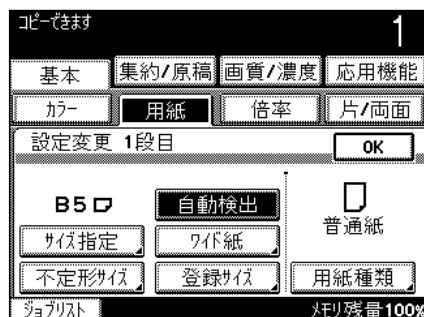 コピーできます 1
基本 集約/原稿 画質/濃度 応用機能
カラー 用紙 倍率 片/両面
設定変更 1段目 OK
B5 自動検出
普通紙
サイズ指定 ワイド紙
不定形サイズ 登録サイズ 用紙種類
ジョブリスト メモリ残量100%